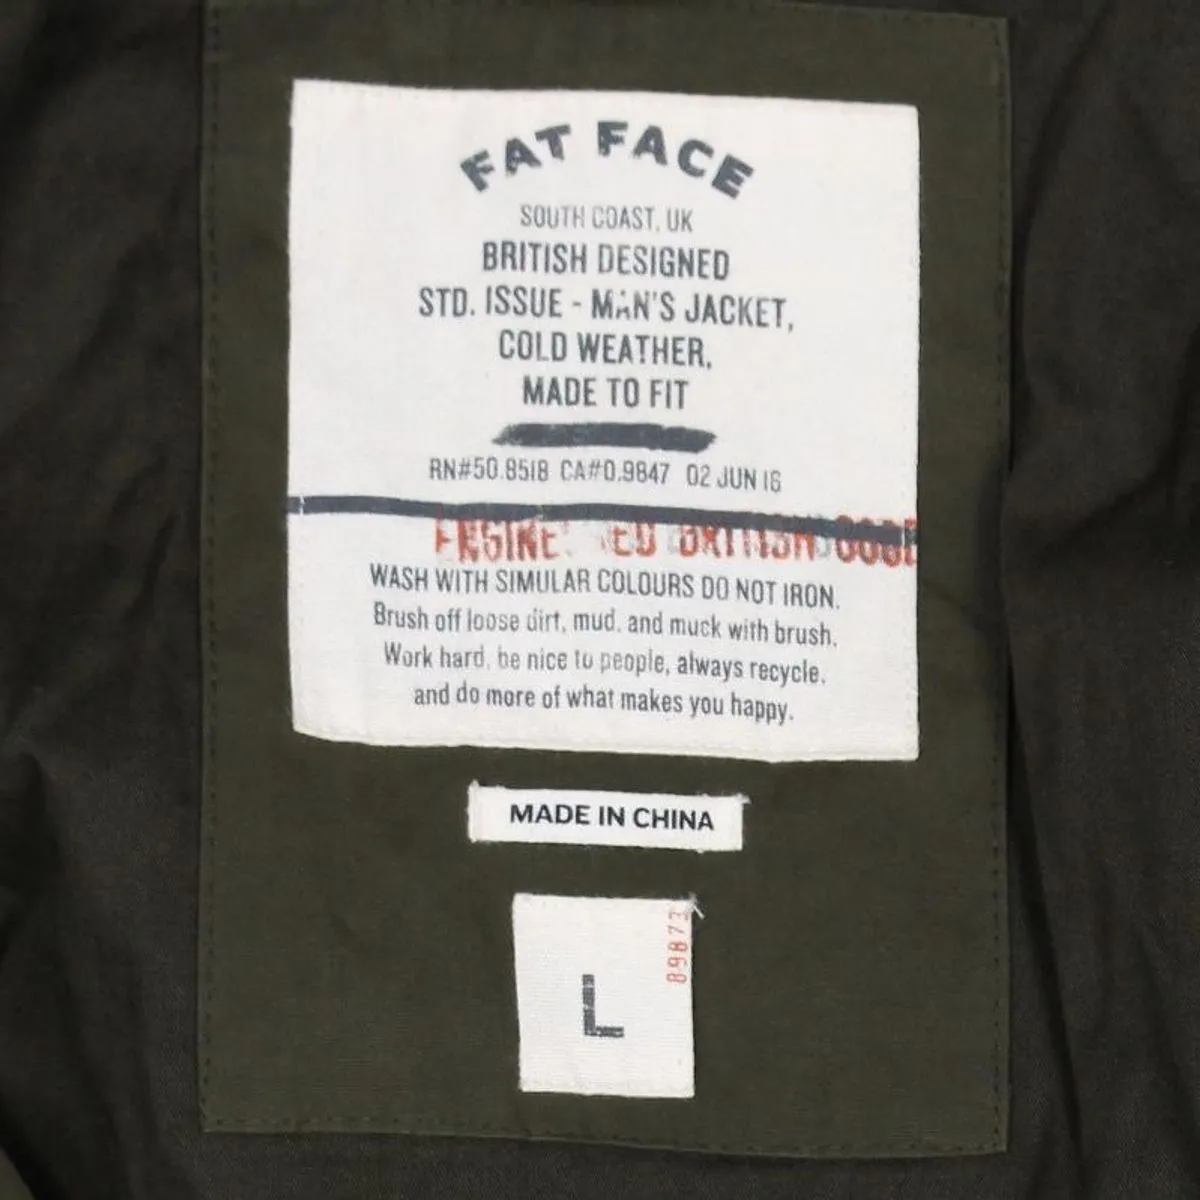 FAT FACE
SOUTH COAST, UK
BRITISH DESIGNED
STD. ISSUE - MAN'S JACKET,
COLD WEATHER,
MADE TO FIT
RN#50.8518 CA#0.9847 02 JUN 16
BRITISH
WASH WITH SIMULAR COLOURS DO NOT IRON.
Brush off loose dirt, mud, and muck with brush.
Work hard, be nice to people, always recycle,
and do more of what makes you happy.
MADE IN CHINA
L
89873